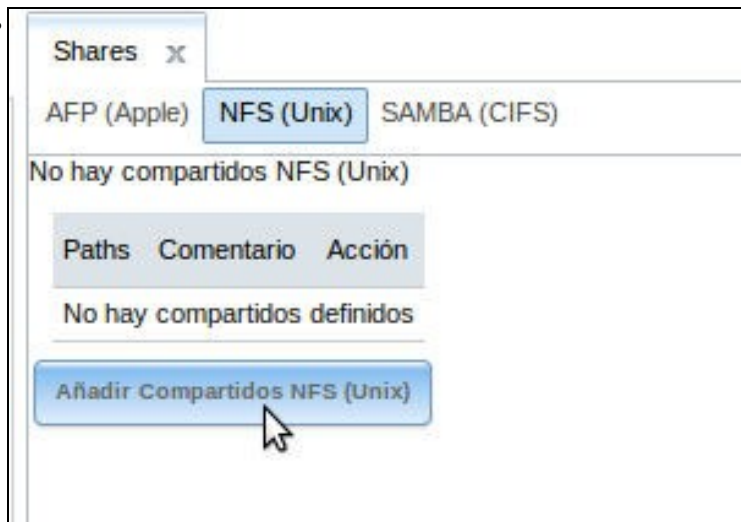 Shares x
AFP (Apple) NFS (Unix) SAMBA (CIFS)
No hay compartidos NFS (Unix)
Paths Comentario Acción
No hay compartidos definidos
Añadir Compartidos NFS (Unix)